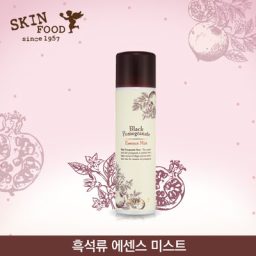 SKIN
FOOD
since 1957
Black
Pomegranate
Essence Mist
흑석류 에센스 미스트